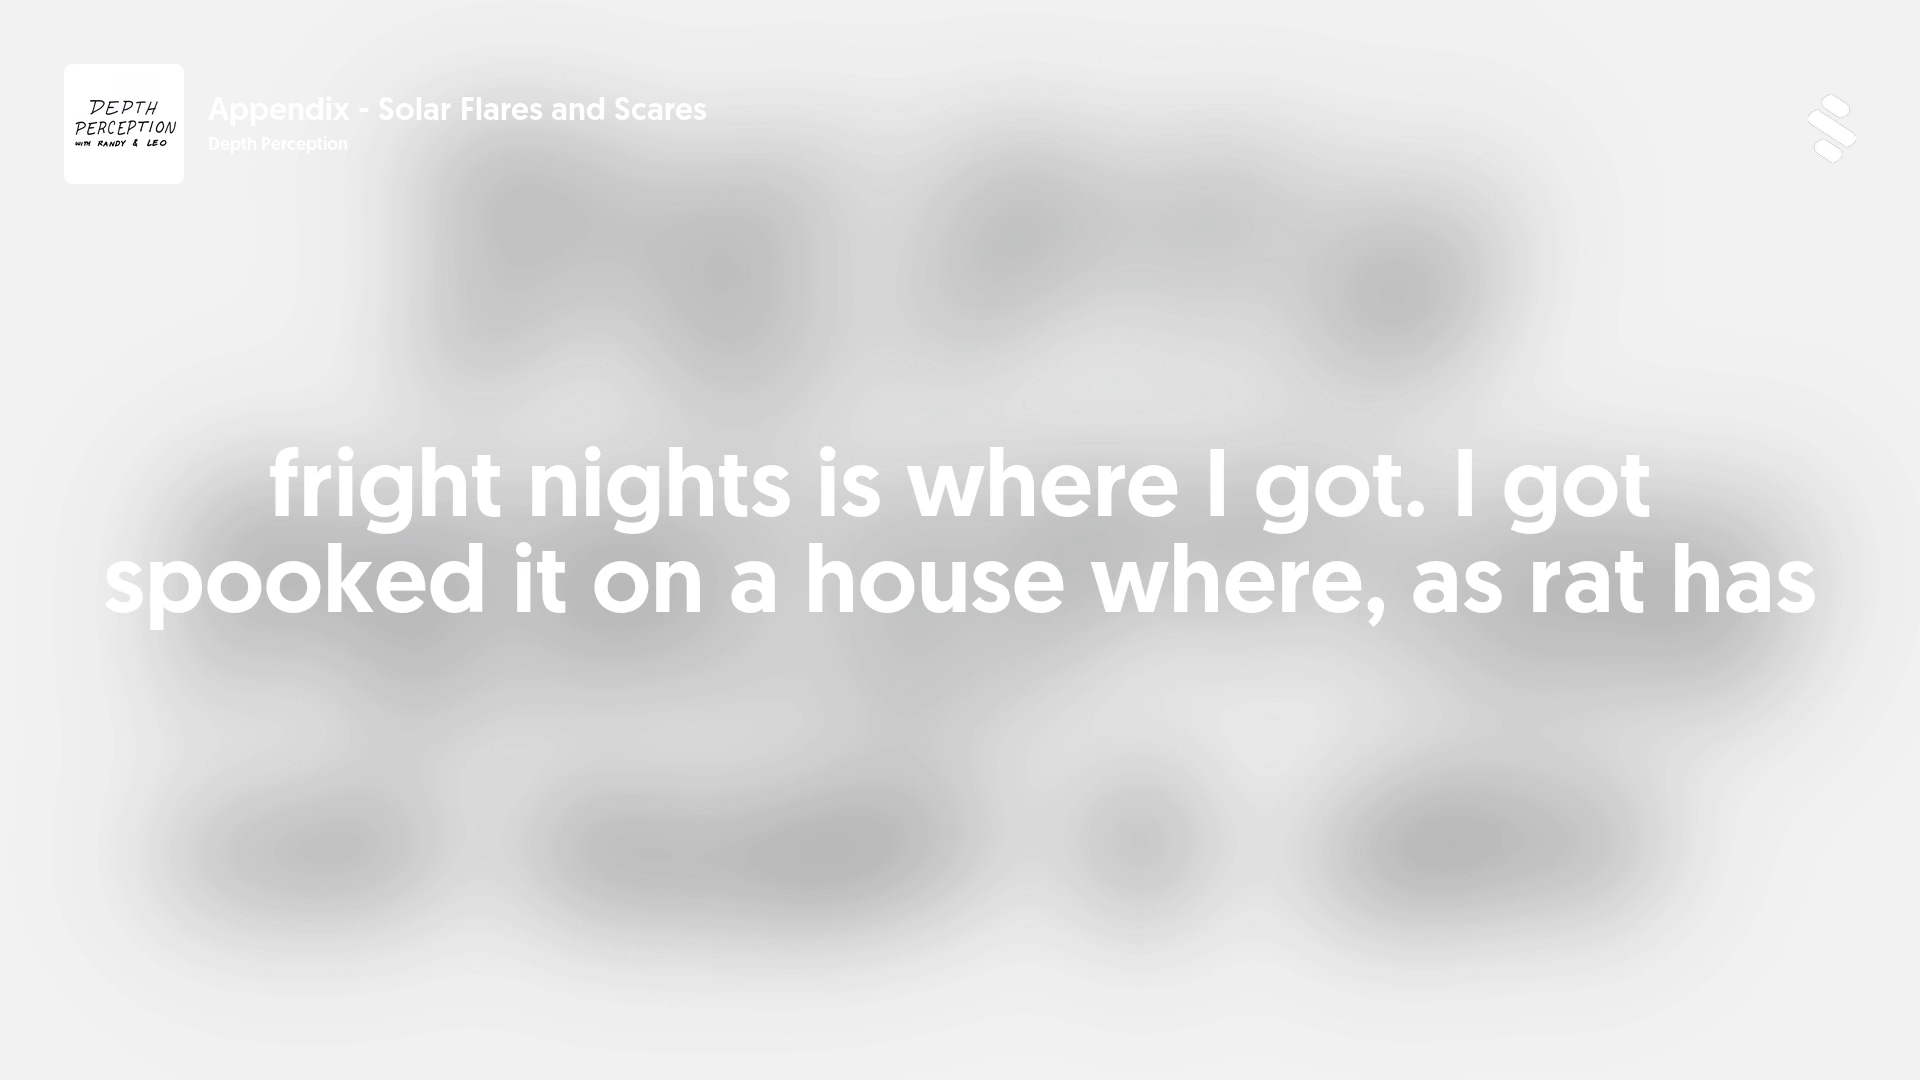 DEPTH
PERCEPTION
WITH RANDY & LEO
Appendix - Solar Flares and Scares
Depth Perception
fright nights is where I got. I got
spooked it on a house where, as rat has